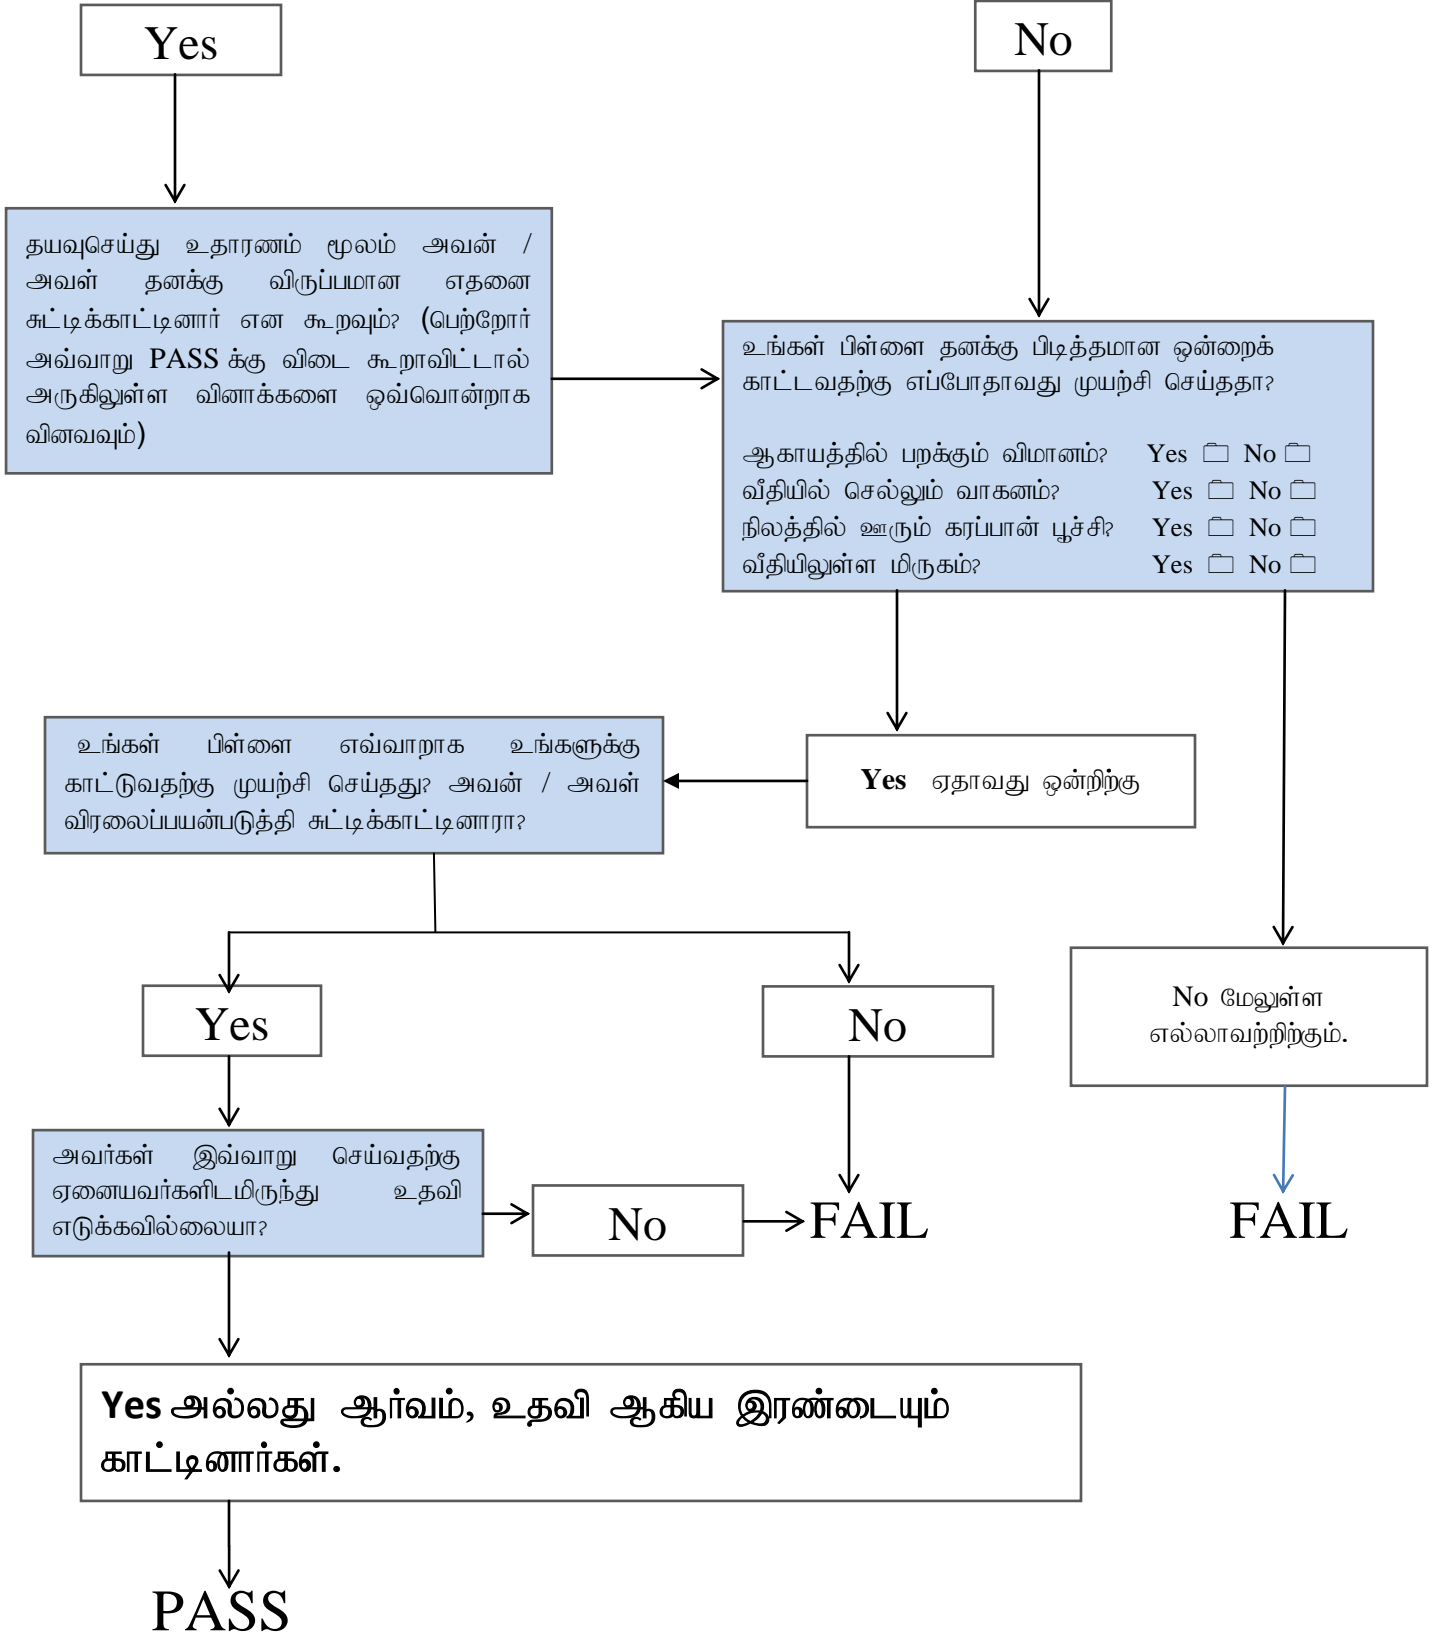 Yes
No
தயவுசெய்து உதாரணம் மூலம் அவன் /
அவள் தனக்கு விருப்பமான எதனை
சுட்டிக்காட்டினார் என கூறவும்? (பெற்றோர்
அவ்வாறு PASS க்கு விடை கூறாவிட்டால்
அருகிலுள்ள வினாக்களை ஒவ்வொன்றாக
வினவவும்)
உங்கள் பிள்ளை தனக்கு பிடித்தமான ஒன்றைக்
காட்டவதற்கு எப்போதாவது முயற்சி செய்ததா?
ஆகாயத்தில் பறக்கும் விமானம்? Yes No
வீதியில் செல்லும் வாகனம்? Yes No
நிலத்தில் ஊரும் கரப்பான் பூச்சி? Yes No
வீதியிலுள்ள மிருகம்? Yes No
உங்கள் பிள்ளை எவ்வாறாக உங்களுக்கு
காட்டுவதற்கு முயற்சி செய்தது? அவன் / அவள்
விரலைப்பயன்படுத்தி சுட்டிக்காட்டினாரா?
Yes ஏதாவது ஒன்றிற்கு
Yes
No
No மேலுள்ள
எல்லாவற்றிற்கும்.
அவர்கள் இவ்வாறு செய்வதற்கு
ஏனையவர்களிடமிருந்து உதவி
எடுக்கவில்லையா?
No
FAIL
FAIL
Yes அல்லது ஆர்வம், உதவி ஆகிய இரண்டையும்
காட்டினார்கள்.
PASS